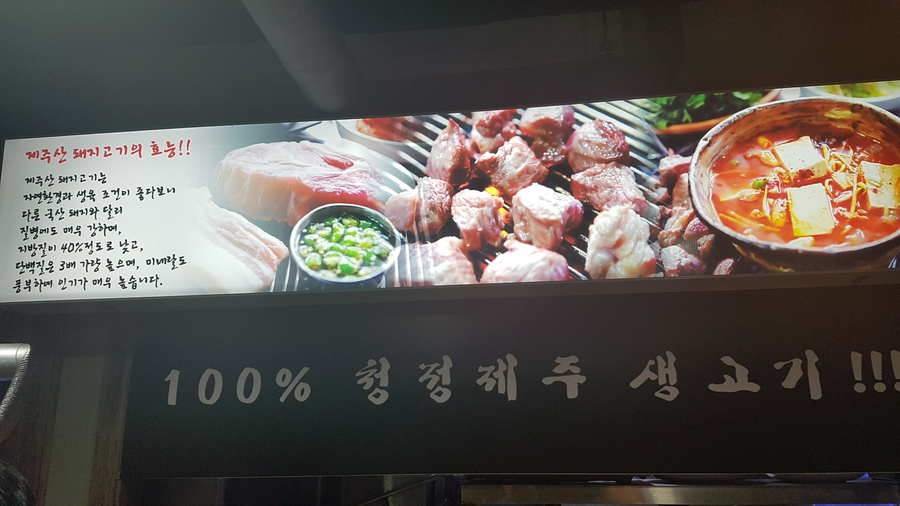 제주산 돼지고기의 효능!!
제주산 돼지고기는
자연환경과 생육 조건이 좋다보니
다른 국산 돼지와 달리
질병에도 매우 강하며,
지방질이 40%정도로 낮고,
단백질은 3배 가량 높으며, 미네랄도
풍부하며 인기가 매우 높습니다.
100% 청정제주 생고기!!!